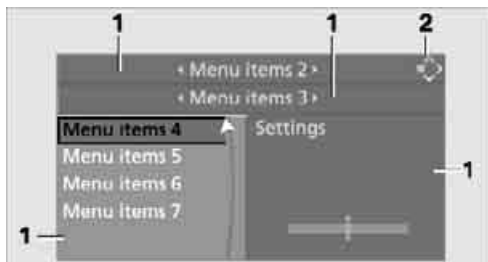 1 1 2
‹ Menu items 2 ›
‹ Menu items 3 ›
Menu items 4 Settings
Menu items 5
1
Menu items 6
Menu items 7
1